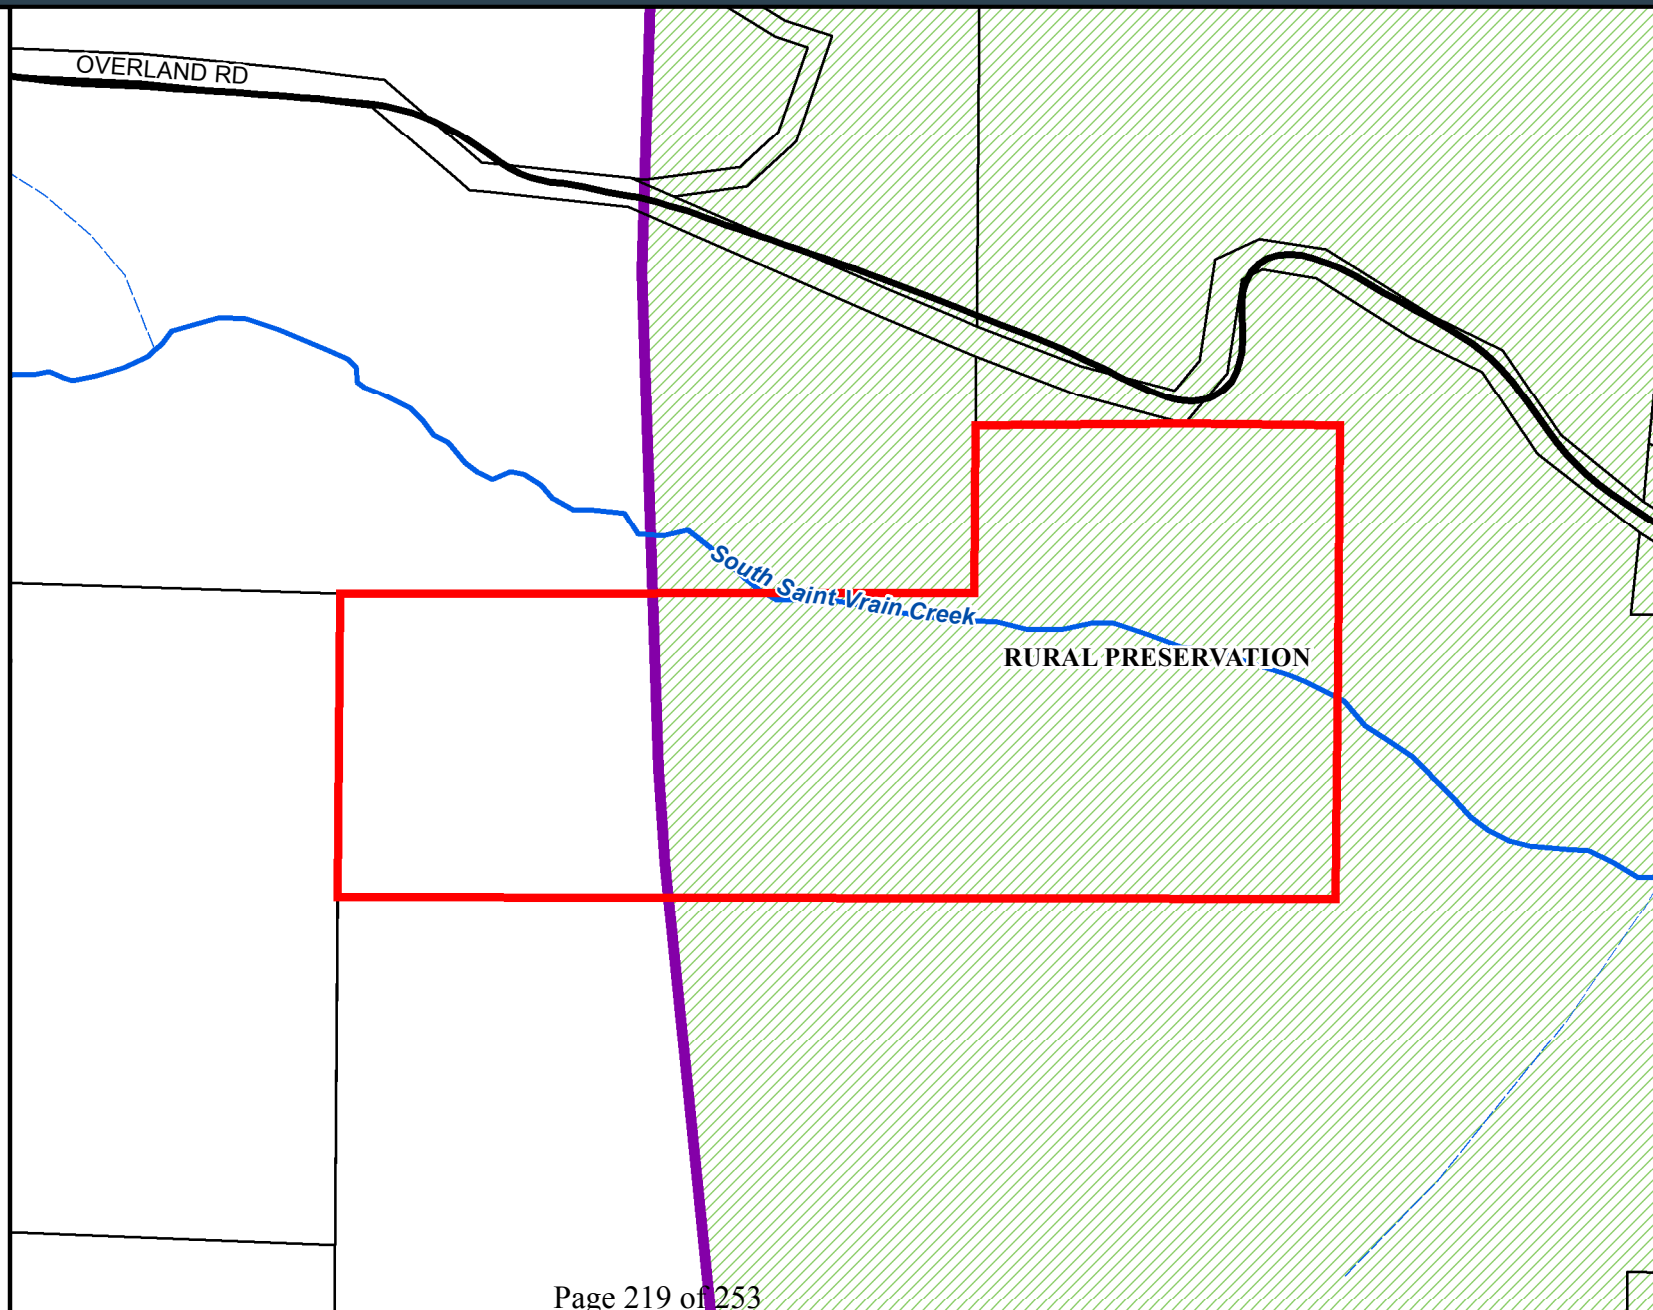 OVERLAND RD
South Saint Vrain Creek
RURAL PRESERVATION
Page 219 of 253